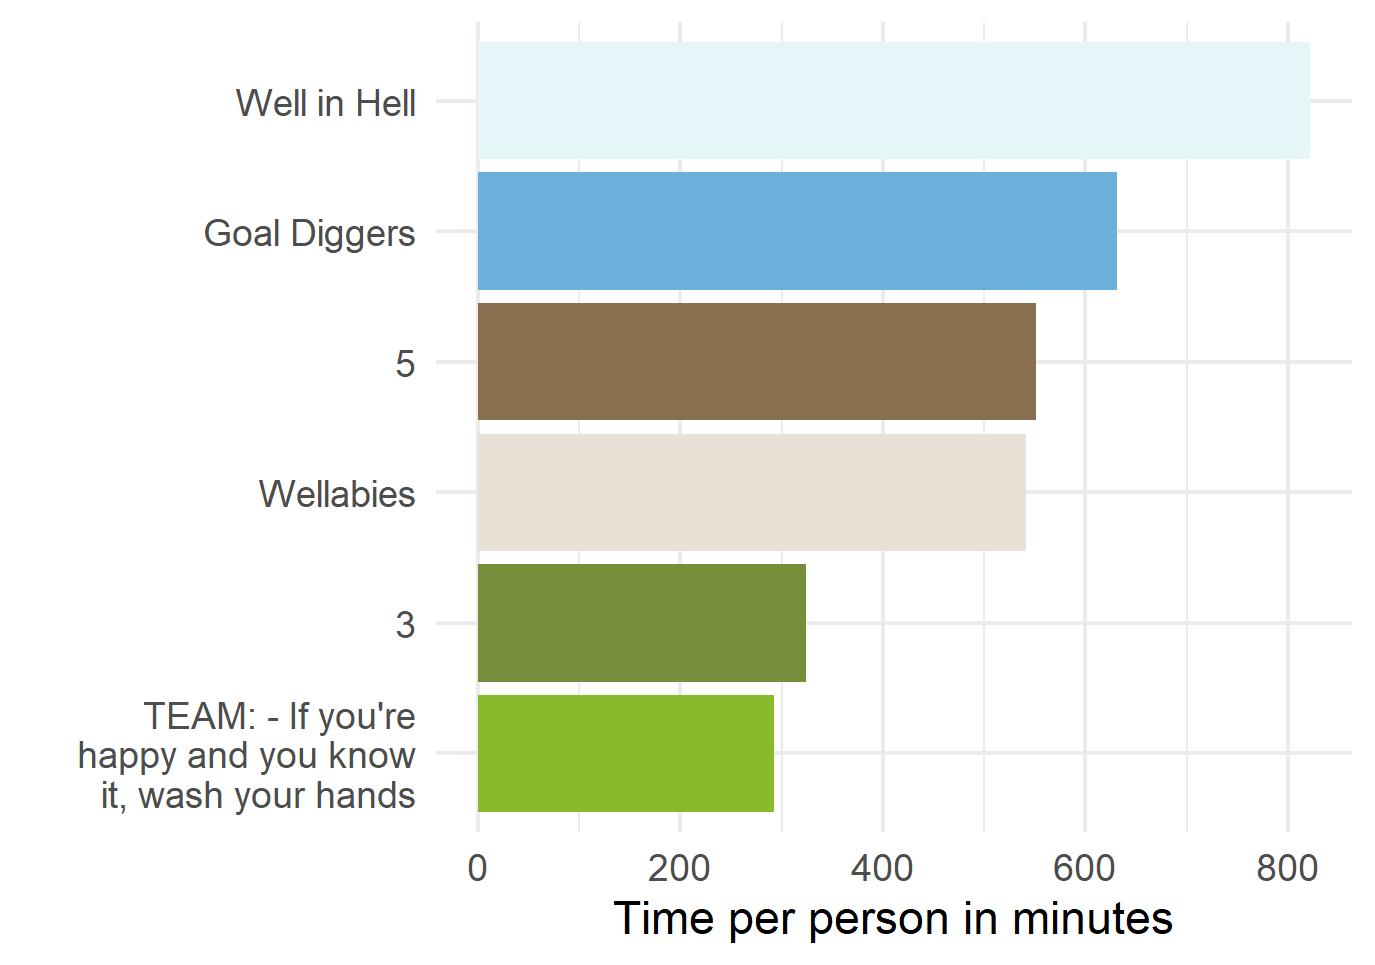 Well in Hell
Goal Diggers
5
Wellabies
3
TEAM: - If you're
happy and you know
it, wash your hands
0 200 400 600 800
Time per person in minutes